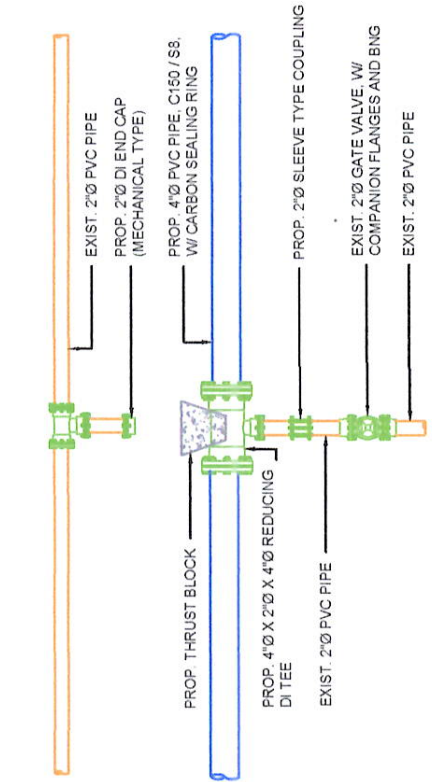 EXIST. 2"Ø PVC PIPE
PROP. 2"Ø DI END CAP
(MECHANICAL TYPE)
PROP. THRUST BLOCK
PROP. 4"Ø PVC PIPE, C150 / S8,
W/ CARBON SEALING RING
PROP. 4"Ø X 2"Ø X 4"Ø REDUCING
DI TEE
PROP. 2"Ø SLEEVE TYPE COUPLING
EXIST. 2"Ø PVC PIPE
EXIST. 2"Ø GATE VALVE, W/
COMPANION FLANGES AND BNG
EXIST. 2"Ø PVC PIPE